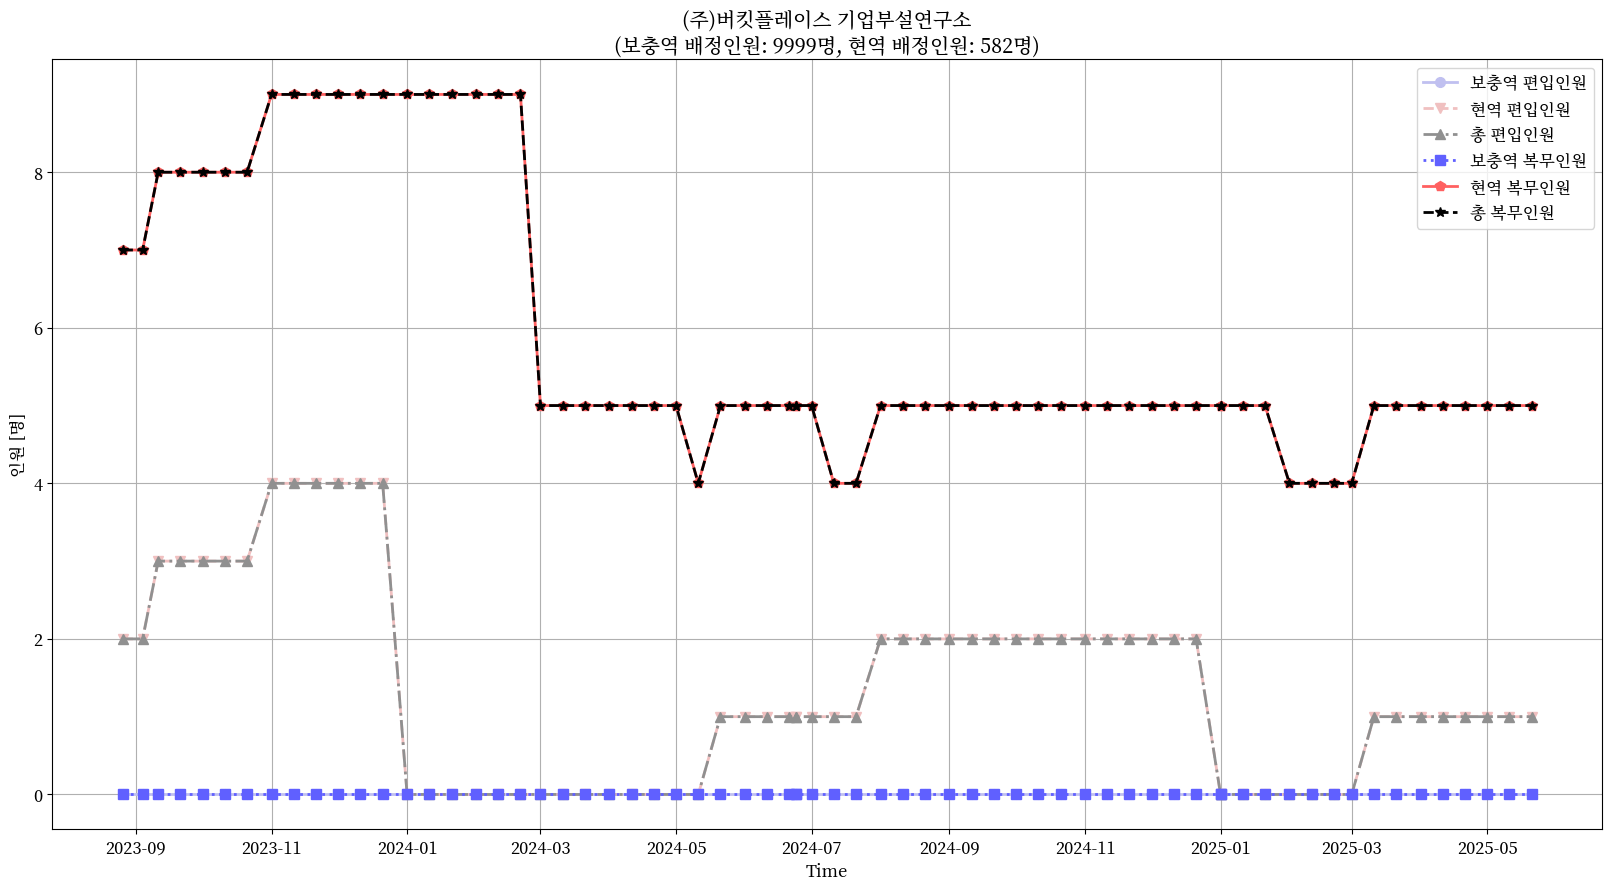 (주)버킷플레이스 기업부설연구소
(보충역 배정인원: 9999명, 현역 배정인원: 582명)
보충역 편입인원
현역 편입인원
총 편입인원
보충역 복무인원
현역 복무인원
총 복무인원
인원 [명]
8
6
4
2
0
2023-09 2023-11 2024-01 2024-03 2024-05 2024-07 2024-09 2024-11 2025-01 2025-03 2025-05
Time